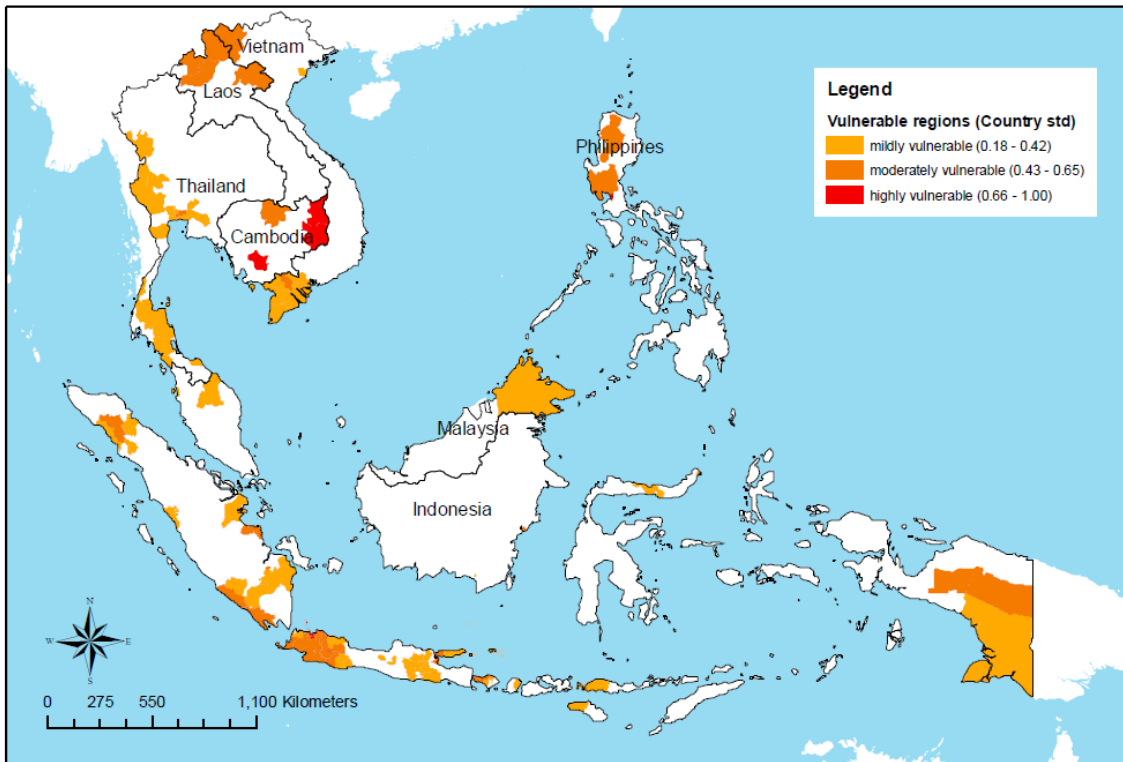 Vietnam
Laos
Thailand
Cambodia
Philippines
Malaysia
Indonesia
Legend
Vulnerable regions (Country std)
mildly vulnerable (0.18 - 0.42)
moderately vulnerable (0.43 - 0.65)
highly vulnerable (0.66 - 1.00)
N
W E
S
0 275 550 1,100 Kilometers